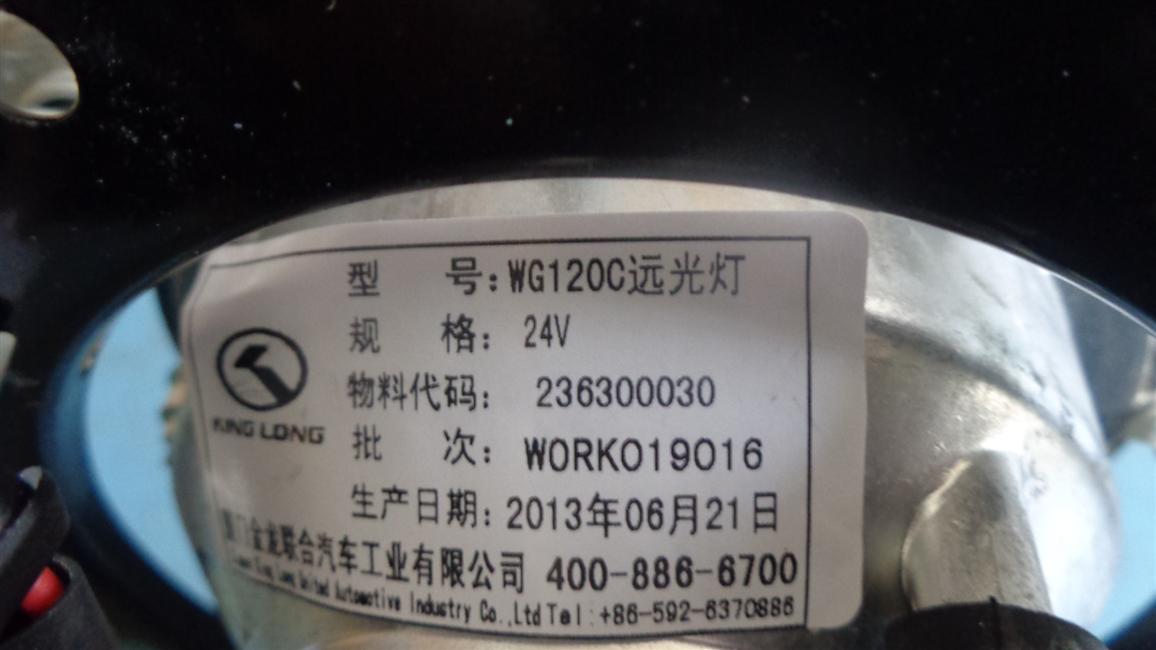 型 号:WG120C远光灯
规 格: 24V
KING LONG
物料代码: 236300030
批 次: WORK019016
生产日期:2013年06月21日
厦门金龙联合汽车工业有限公司 400-886-6700
Xiamen King Long United Automotive Industry Co.,Ltd Tel:+86-592-6370886